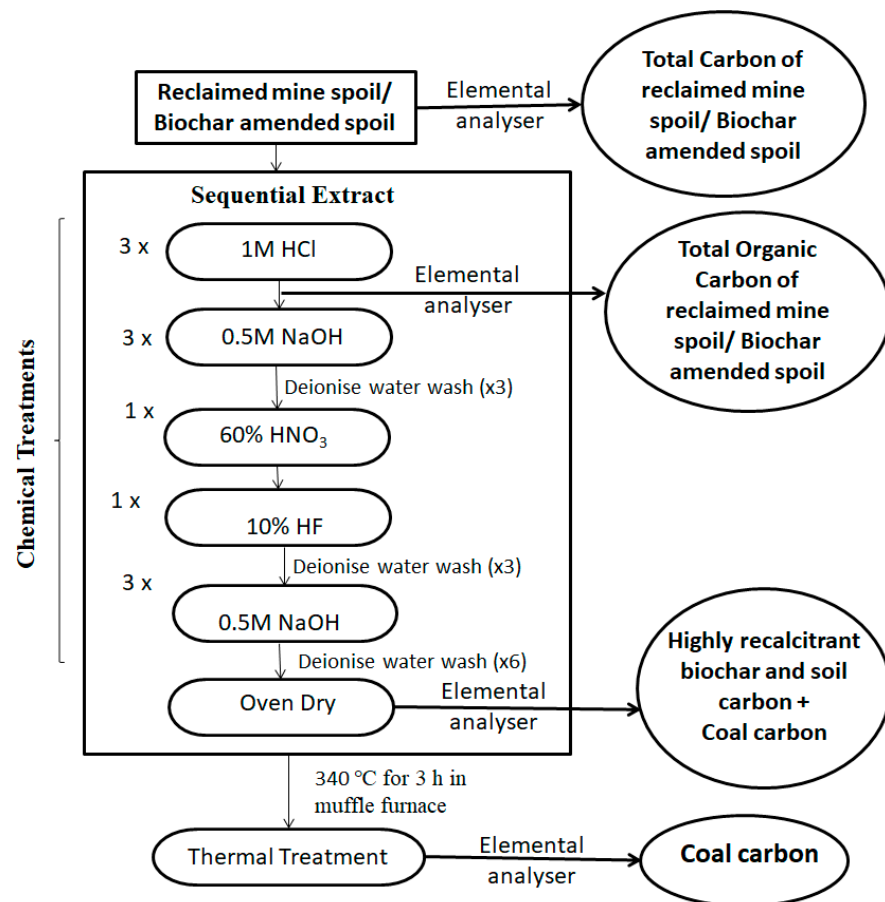 Reclaimed mine spoil/
Biochar amended spoil
Elemental
analyser
Total Carbon of
reclaimed mine
spoil/ Biochar
amended spoil
Sequential Extract
Chemical Treatments
3 x
1M HCl
Elemental
analyser
Total Organic
Carbon of
reclaimed mine
spoil/ Biochar
amended spoil
3 x
0.5M NaOH
Deionise water wash (x3)
1 x
60% HNO₃
1 x
10% HF
Deionise water wash (x3)
3 x
0.5M NaOH
Deionise water wash (x6)
Oven Dry
Elemental
analyser
Highly recalcitrant
biochar and soil
carbon +
Coal carbon
340 °C for 3 h in
muffle furnace
Thermal Treatment
Elemental
analyser
Coal carbon